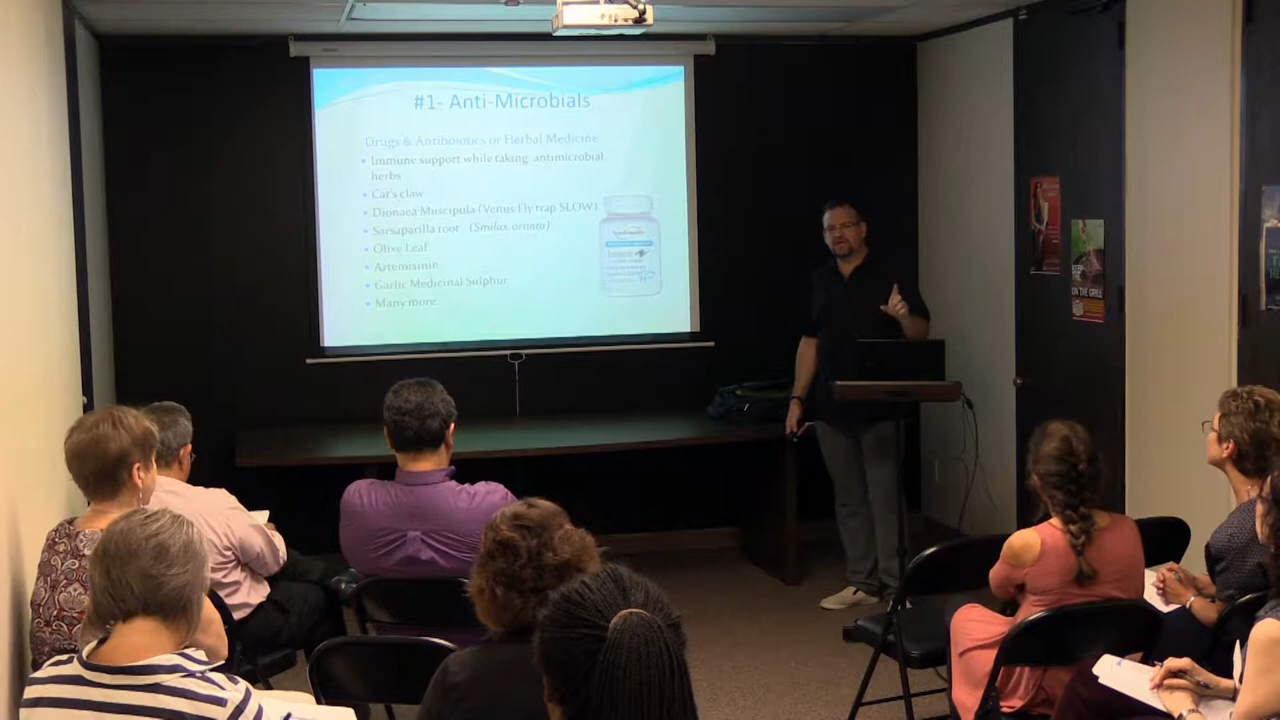 #1- Anti-Microbials
Drugs & Antiboiotics or Herbal Medicine
Immune support while taking antimicrobial
herbs
Cat's claw
Dionaea Muscipula (Venus Fly trap SLOW)
Sarsaparilla root (Smilax ornata)
Olive Leaf
Artemisinin
Garlic Medicinal Sulphur
Many more
ON THE GRILL